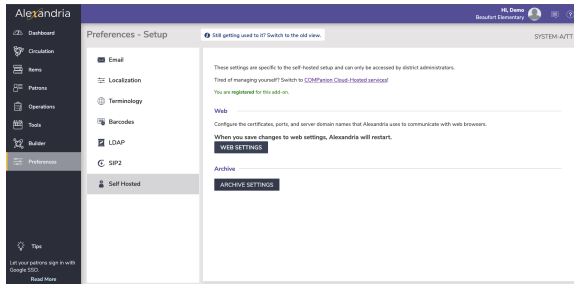 Alexandria
Hi, Demo
Beaufort Elementary
Preferences - Setup
Still getting used to it? Switch to the old view.
SYSTEM-A/TT
Dashboard
Circulation
Items
Patrons
Operations
Tools
Builder
Preferences
Tips
Let your patrons sign in with
Google SSO.
Read More
Email
Localization
Terminology
Barcodes
LDAP
SIP2
Self Hosted
These settings are specific to the self-hosted setup and can only be accessed by district administrators.
Tired of managing yourself? Switch to COMPanion Cloud-Hosted services!
You are registered for this add-on.
Web
Configure the certificates, ports, and server domain names that Alexandria uses to communicate with web browsers.
When you save changes to web settings, Alexandria will restart.
WEB SETTINGS
Archive
ARCHIVE SETTINGS